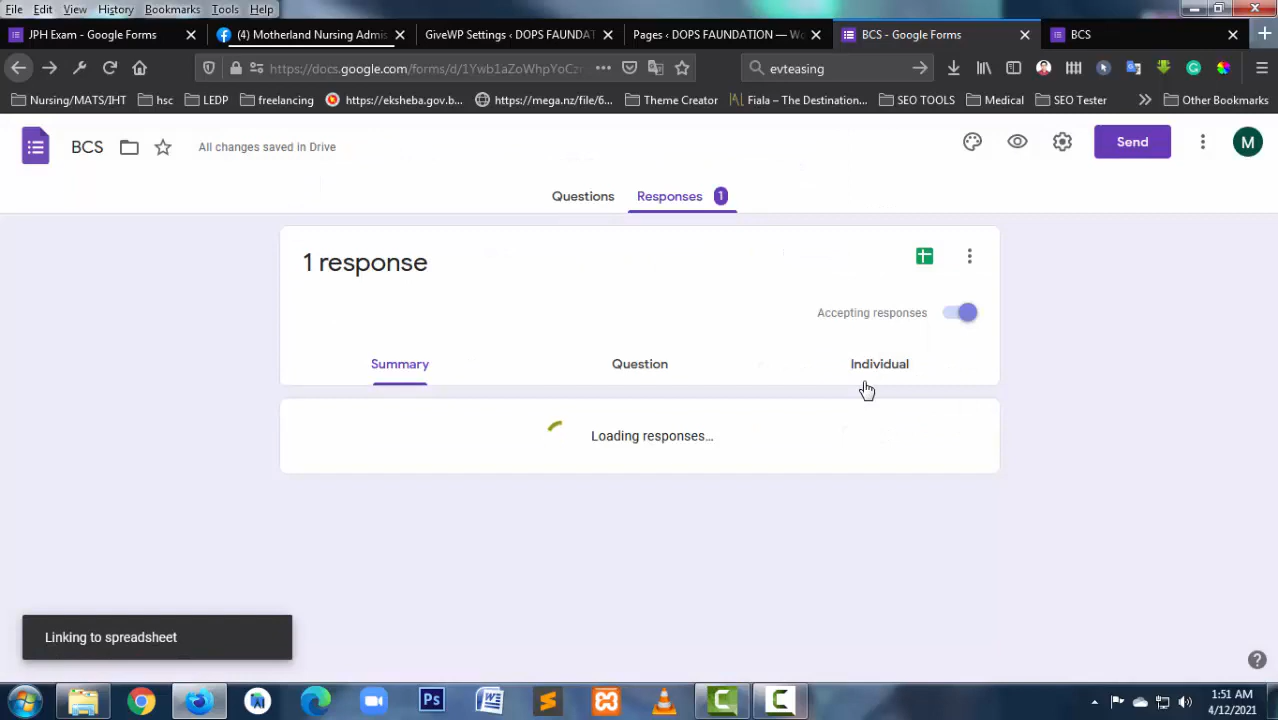 File Edit View History Bookmarks Tools Help
JPH Exam - Google Forms
(4) Motherland Nursing Admis
GiveWP Settings ‹ DOPS FOUNDAT
Pages ‹ DOPS FOUNDATION — Wo
BCS - Google Forms
BCS
https://docs.google.com/forms/d/1Ywb1aZoWhpYoCz
evteasing
Nursing/MATS/IHT hsc LEDP freelancing https://eksheba.gov.b... https://mega.nz/file/6... Theme Creator Fiala – The Destination... SEO TOOLS Medical SEO Tester Other Bookmarks
BCS All changes saved in Drive Send M
Questions Responses 1
1 response
Accepting responses
Summary Question Individual
Loading responses...
Linking to spreadsheet
1:51 AM
4/12/2021